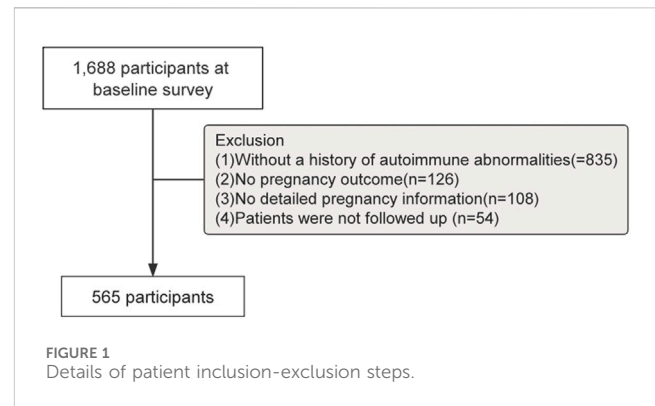 1,688 participants at
baseline survey
Exclusion
(1)Without a history of autoimmune abnormalities(=835)
(2)No pregnancy outcome(n=126)
(3)No detailed pregnancy information(n=108)
(4)Patients were not followed up (n=54)
565 participants
FIGURE 1
Details of patient inclusion-exclusion steps.